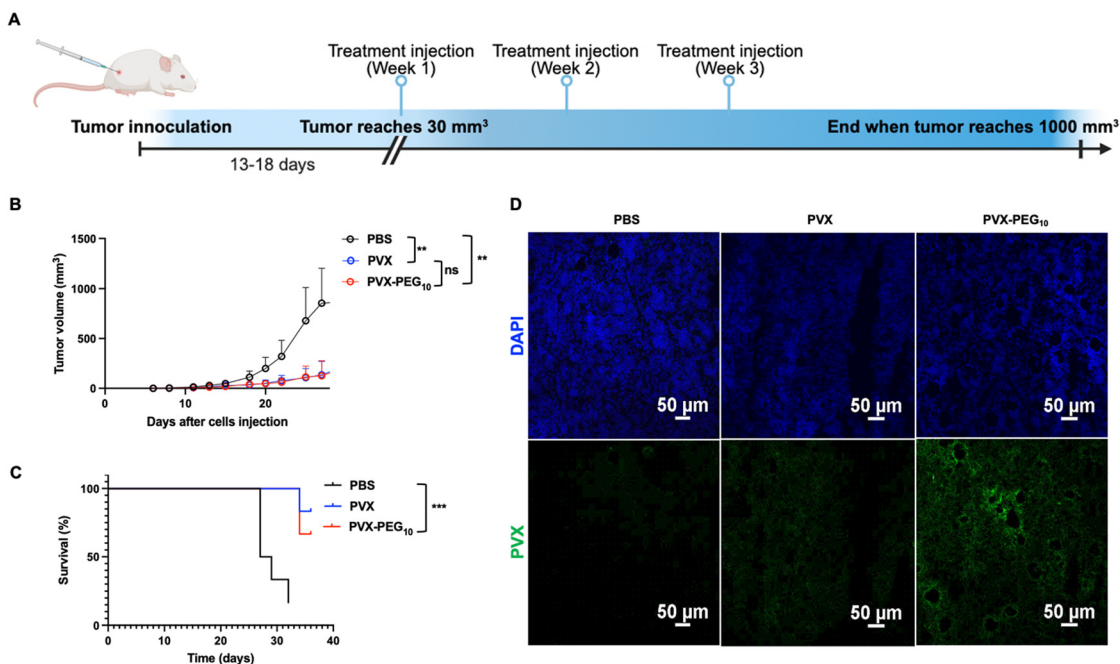 A
Treatment injection
(Week 1)
Treatment injection
(Week 2)
Treatment injection
(Week 3)
Tumor innoculation
Tumor reaches 30 mm³
End when tumor reaches 1000 mm³
13-18 days
B
Tumor volume (mm³)
1500
1000
500
0
0
10
20
Days after cells injection
PBS
PVX
PVX-PEG₁₀
**
ns
**
C
Survival (%)
100
50
0
0
10
20
30
40
Time (days)
PBS
PVX
PVX-PEG₁₀
***
D
PBS
PVX
PVX-PEG₁₀
DAPI
50 µm
50 µm
50 µm
PVX
50 µm
50 µm
50 µm